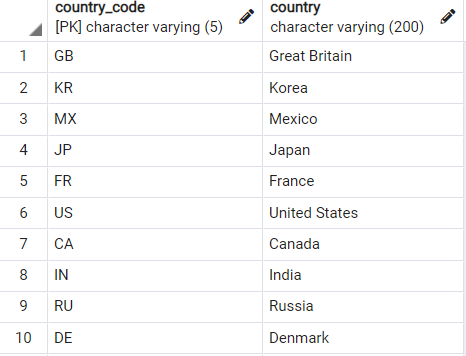 country_code country
[PK] character varying (5) character varying (200)
1 GB Great Britain
2 KR Korea
3 MX Mexico
4 JP Japan
5 FR France
6 US United States
7 CA Canada
8 IN India
9 RU Russia
10 DE Denmark